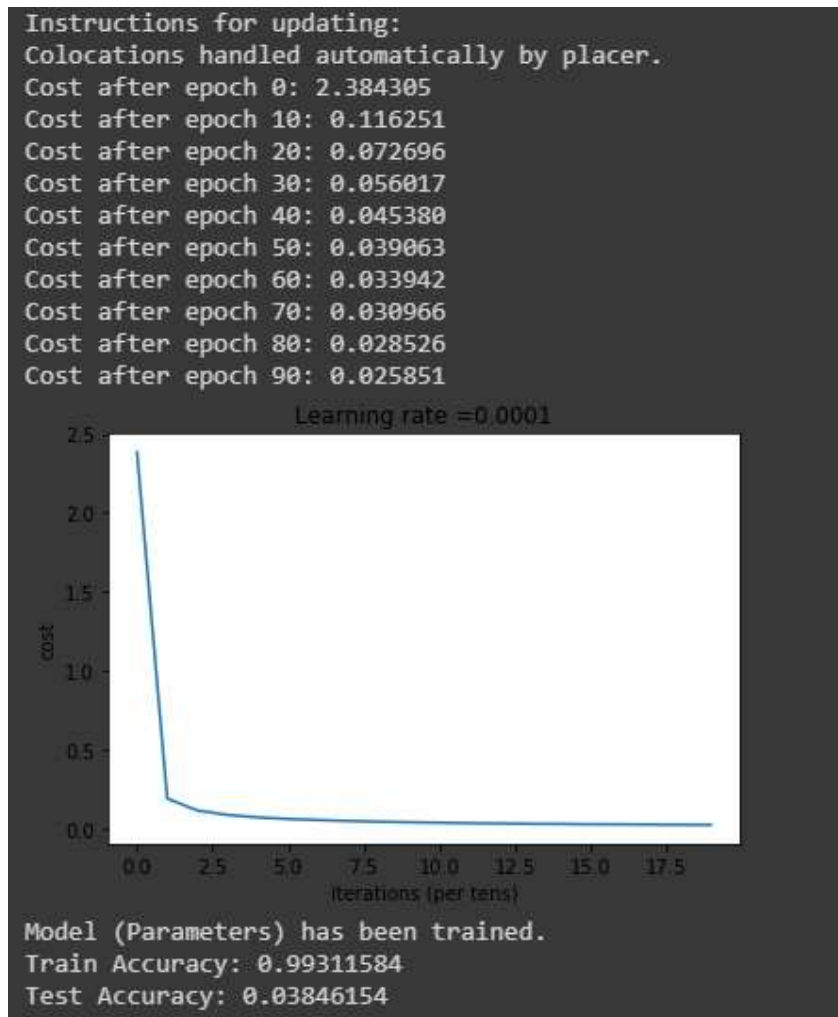 Instructions for updating:
Colocations handled automatically by placer.
Cost after epoch 0: 2.384305
Cost after epoch 10: 0.116251
Cost after epoch 20: 0.072696
Cost after epoch 30: 0.056017
Cost after epoch 40: 0.045380
Cost after epoch 50: 0.039063
Cost after epoch 60: 0.033942
Cost after epoch 70: 0.030966
Cost after epoch 80: 0.028526
Cost after epoch 90: 0.025851
Learning rate =0.0001
2.5
2.0
1.5
cost
1.0
0.5
0.0
0.0 2.5 5.0 7.5 10.0 12.5 15.0 17.5
iterations (per tens)
Model (Parameters) has been trained.
Train Accuracy: 0.99311584
Test Accuracy: 0.03846154